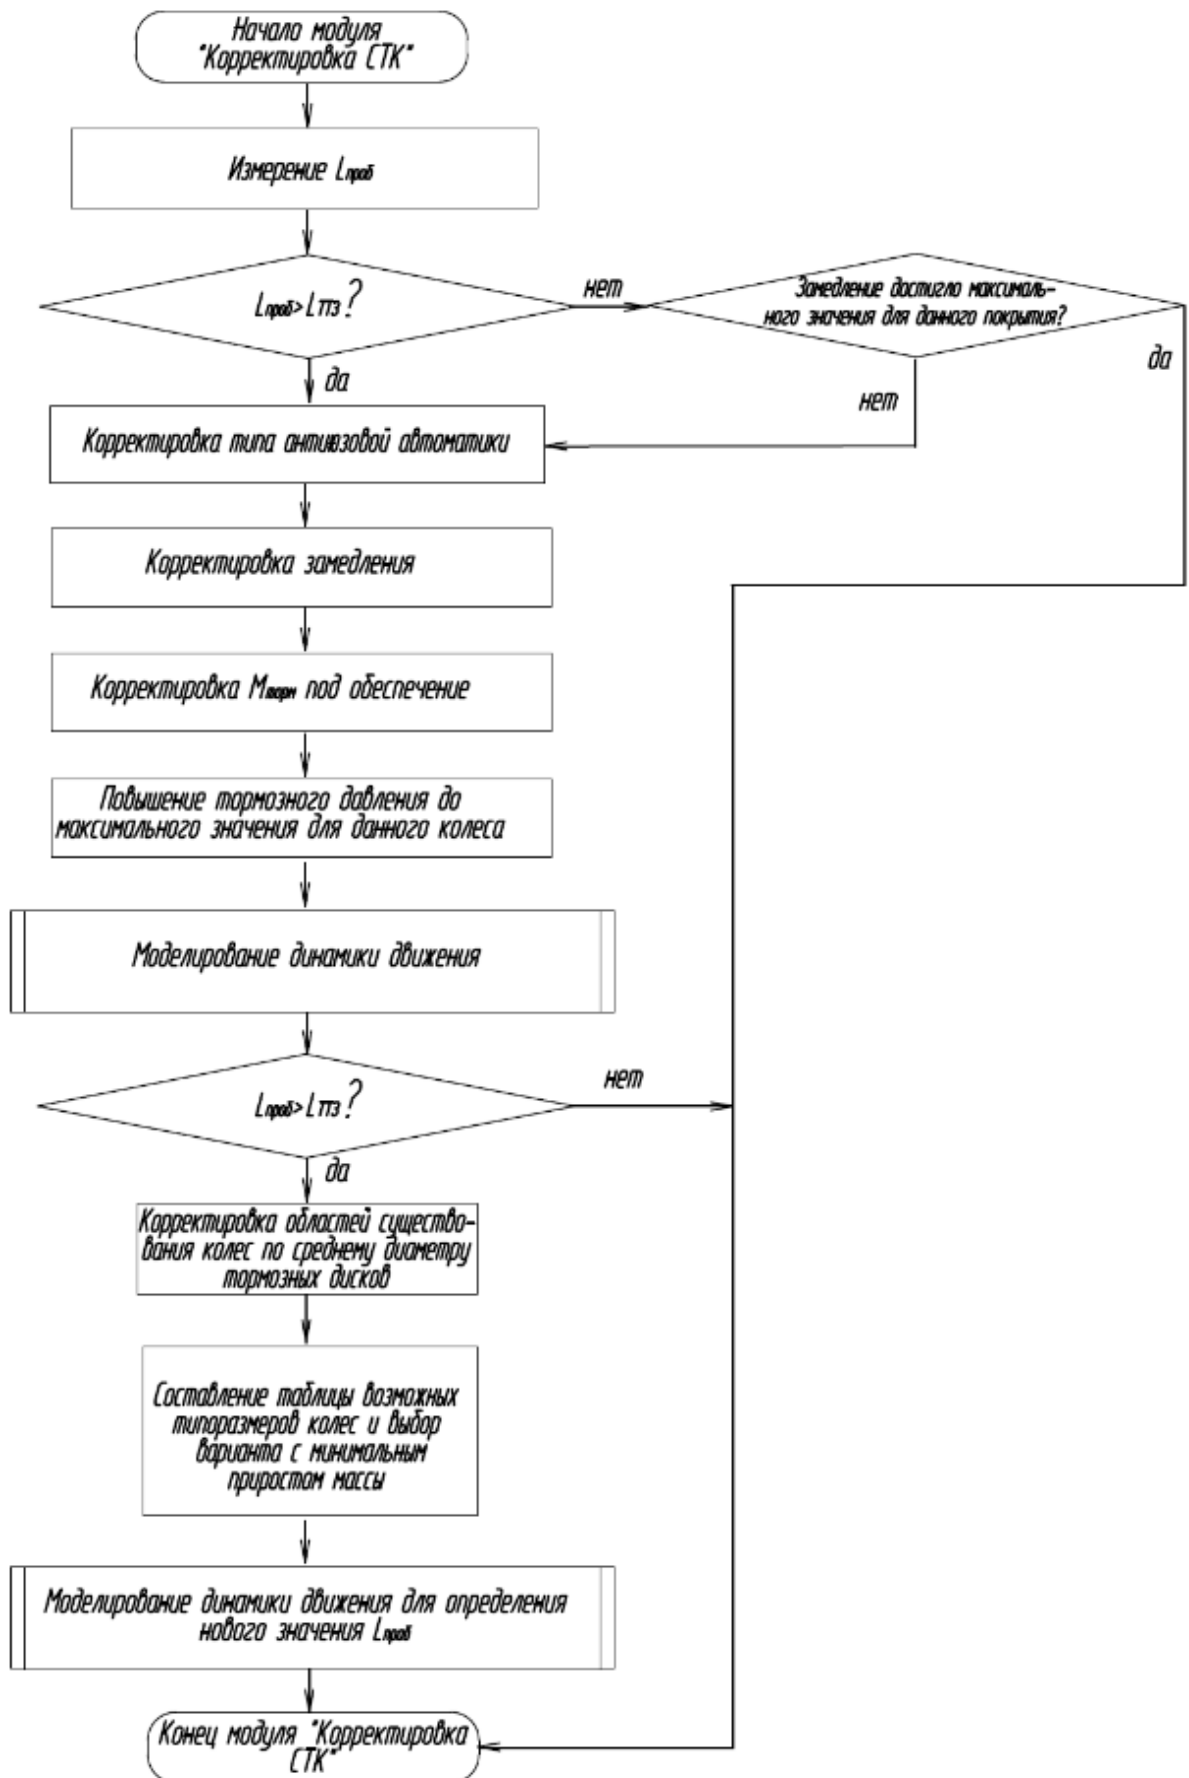 Начало модуля
"Корректировка СТК"
Измерение Lпроб
Lпроб> LТТЗ ?
нет
Замедление достигло максималь-
ного значения для данного покрытия?
да
да
нет
Корректировка типа антиюзовой автоматики
Корректировка замедления
Корректировка Mторм под обеспечение
Повышение тормозного давления до
максимального значения для данного колеса
Моделирование динамики движения
Lпроб> LТТЗ ?
нет
да
Корректировка областей существо-
вания колес по среднему диаметру
тормозных дисков
Составление таблицы возможных
типоразмеров колес и выбор
варианта с минимальным
приростом массы
Моделирование динамики движения для определения
нового значения Lпроб
Конец модуля "Корректировка
СТК"